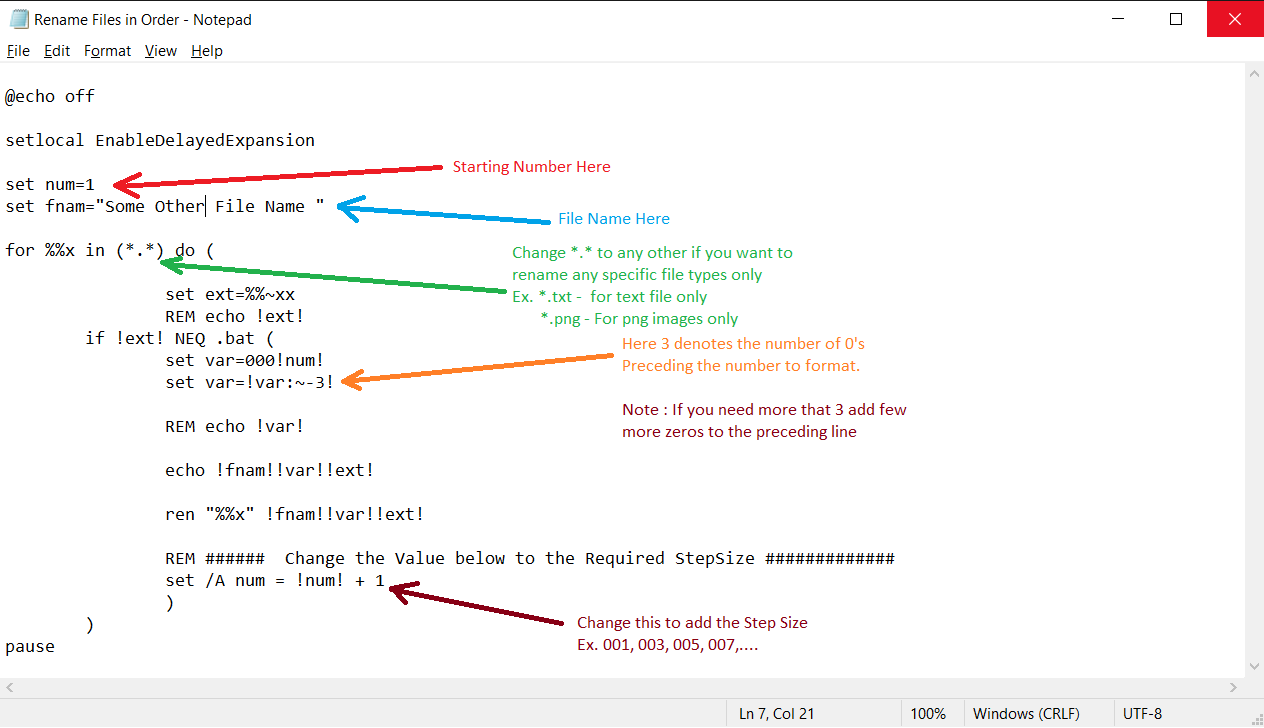 Rename Files in Order - Notepad
File Edit Format View Help
@echo off
setlocal EnableDelayedExpansion
set num=1
Starting Number Here
set fnam="Some Other File Name "
File Name Here
for %%x in (*.*) do (
Change *.* to any other if you want to
rename any specific file types only
Ex. *.txt - for text file only
*.png - For png images only
set ext=%%~xx
REM echo !ext!
if !ext! NEQ .bat (
set var=000!num!
set var=!var:~-3!
Here 3 denotes the number of 0's
Preceding the number to format.
Note : If you need more that 3 add few
more zeros to the preceding line
REM echo !var!
echo !fnam!!var!!ext!
ren "%%x" !fnam!!var!!ext!
REM ###### Change the Value below to the Required StepSize #############
set /A num = !num! + 1
)
)
Change this to add the Step Size
Ex. 001, 003, 005, 007,....
pause
Ln 7, Col 21 100% Windows (CRLF) UTF-8